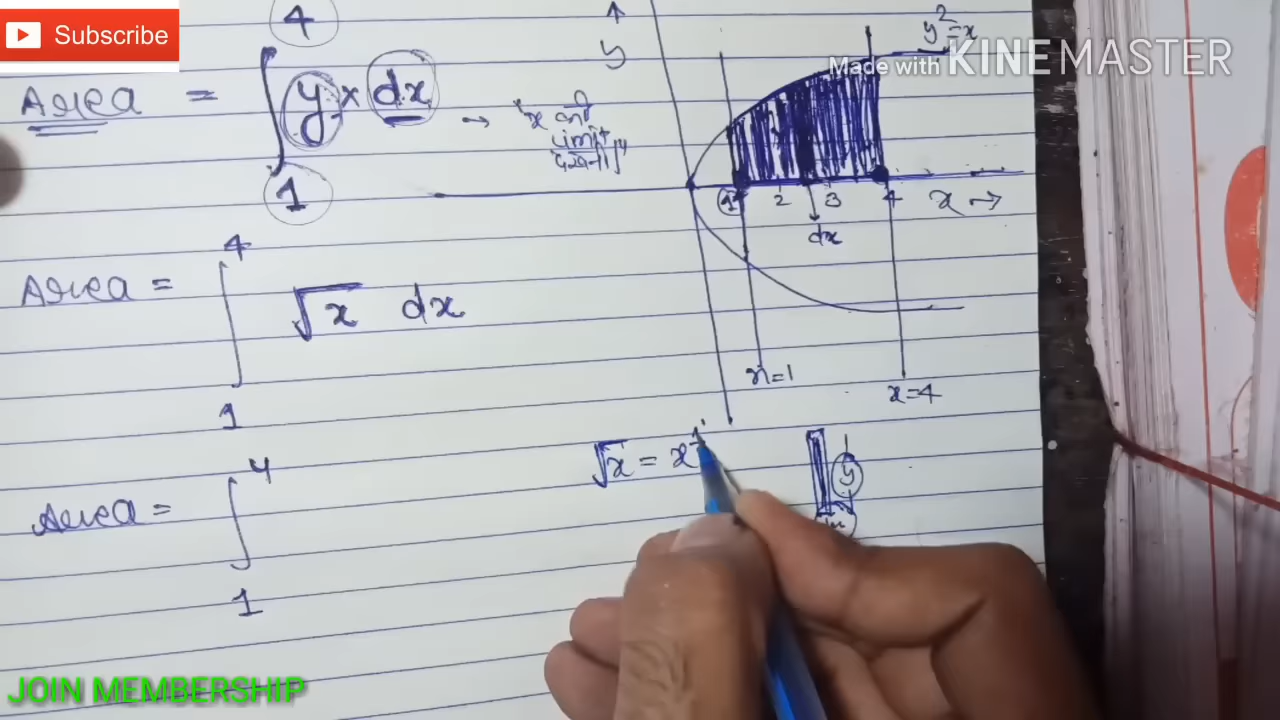 Subscribe
Made with KINEMASTER
4
Area = ∫ y × dx → x and
limit
1
y
y² = x
1 2 3 4 x →
dx
x=1
x=4
4
Area = ∫ √x dx
1
√x = x
y
4
Area = ∫
1
JOIN MEMBERSHIP